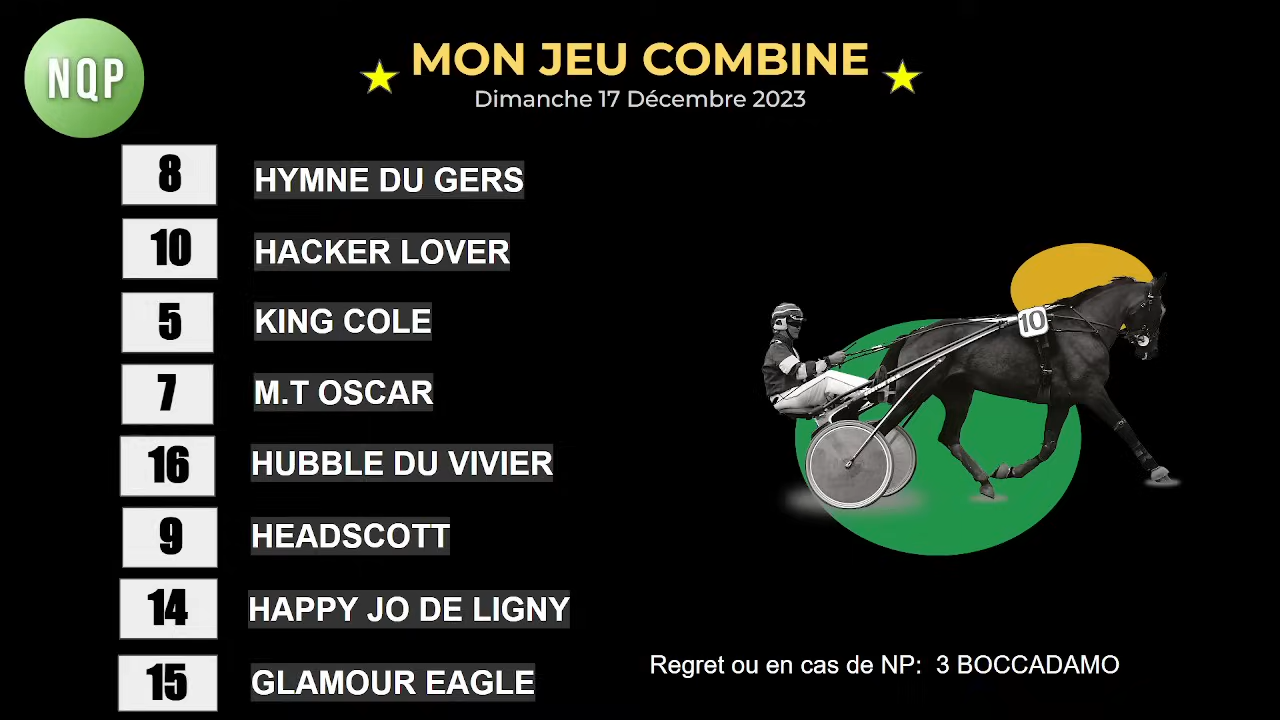 NQP
MON JEU COMBINE
Dimanche 17 Décembre 2023
8 HYMNE DU GERS
10 HACKER LOVER
5 KING COLE
7 M.T OSCAR
16 HUBBLE DU VIVIER
9 HEADSCOTT
14 HAPPY JO DE LIGNY
15 GLAMOUR EAGLE
10
Regret ou en cas de NP: 3 BOCCADAMO